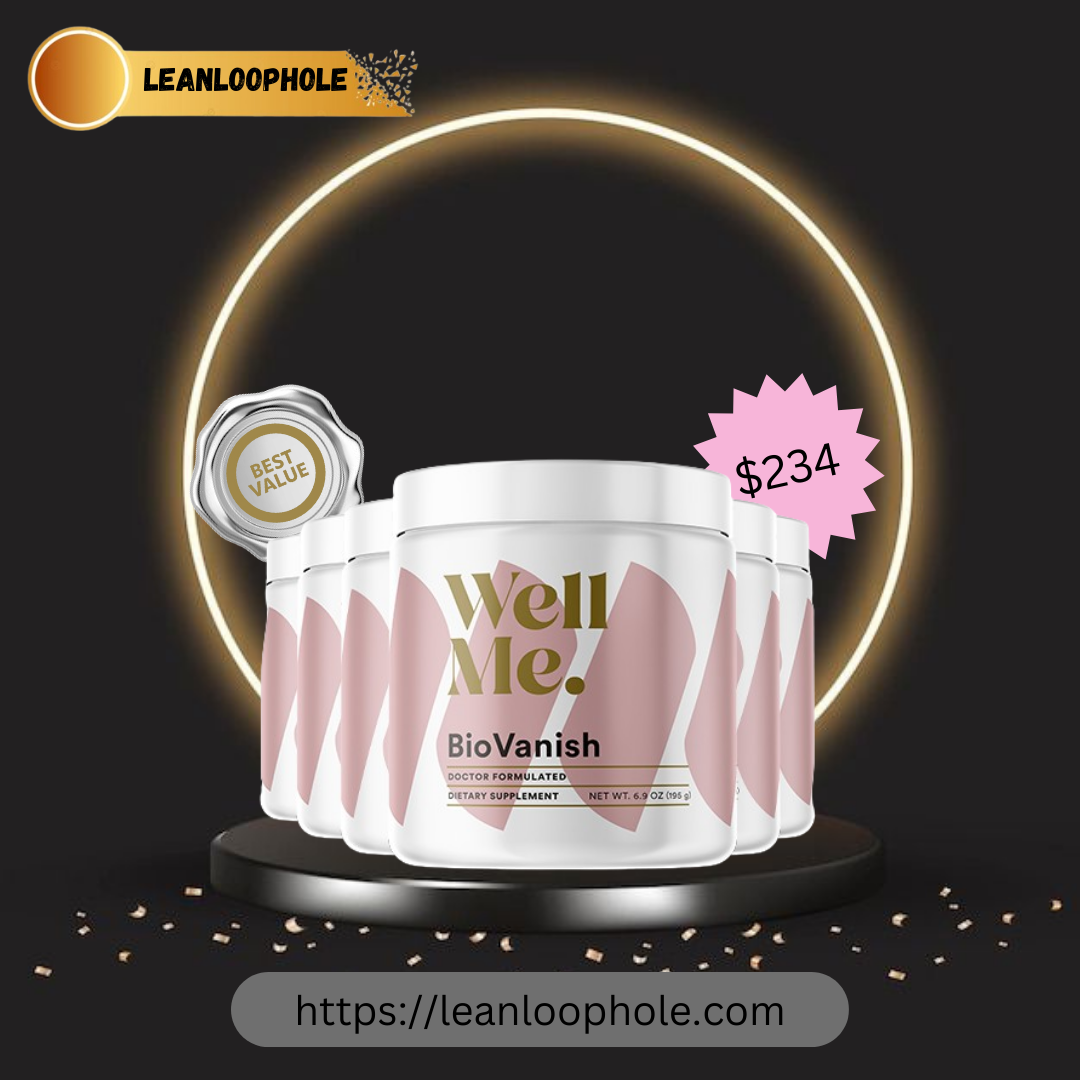 LEANLOOPHOLE
BEST
VALUE
$234
Well
Me.
BioVanish
DOCTOR FORMULATED
DIETARY SUPPLEMENT NET WT. 6.9 OZ (195 g)
https://leanloophole.com